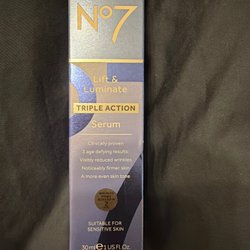 No7
Lift &
Luminate
TRIPLE ACTION
Serum
Clinically proven
3 age defying results:
Visibly reduced wrinkles
Noticeably firmer skin
A more even skin tone
SUITABLE FOR
SENSITIVE SKIN
30ml e 1 US FL.OZ.